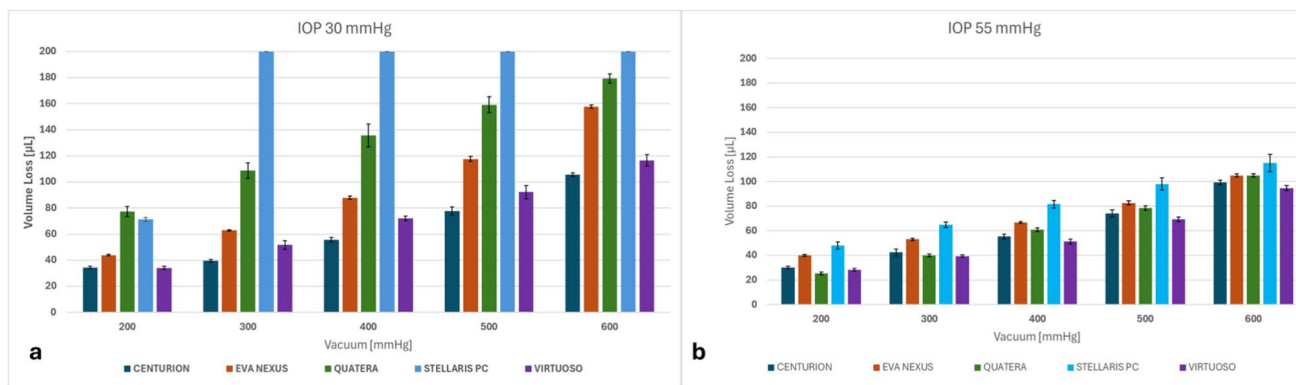 IOP 30 mmHg
Volume Loss [µL]
200
180
160
140
120
100
80
60
40
20
0
200 300 400 500 600
Vacuum [mmHg]
a
CENTURION EVA NEXUS QUATERA STELLARIS PC VIRTUOSO
IOP 55 mmHg
Volume Loss [µL]
200
180
160
140
120
100
80
60
40
20
0
200 300 400 500 600
Vacuum [mmHg]
b
CENTURION EVA NEXUS QUATERA STELLARIS PC VIRTUOSO